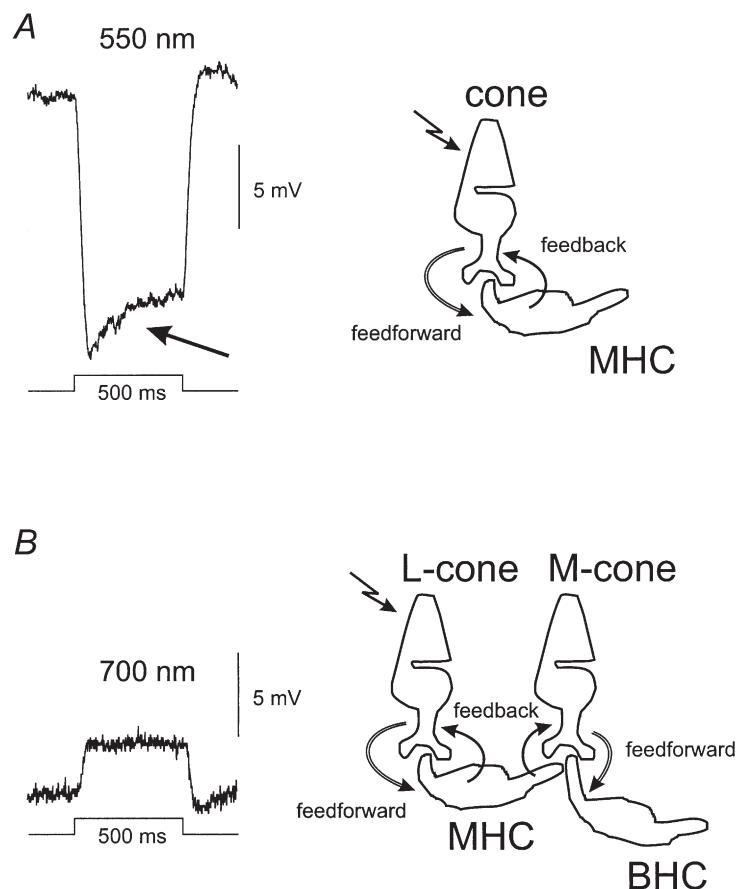 A
550 nm
5 mV
500 ms
cone
feedback
feedforward
MHC
B
700 nm
5 mV
500 ms
L-cone M-cone
feedback
feedforward
feedforward
MHC
BHC